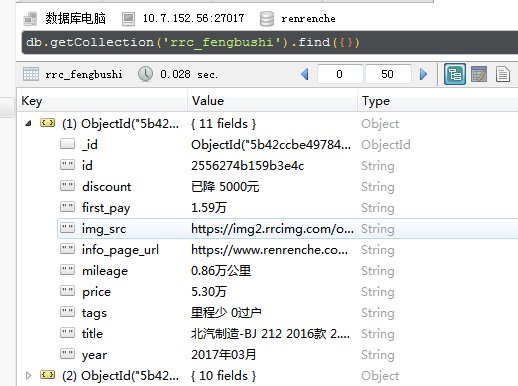 数据库电脑 10.7.152.56:27017 renrenche
db.getCollection('rrc_fengbushi').find({})
rrc_fengbushi 0.028 sec. 0 50
Key Value Type
(1) ObjectId("5b42... { 11 fields } Object
_id ObjectId("5b42ccbe49784... ObjectId
id 2556274b159b3e4c String
discount 已降 5000元 String
first_pay 1.59万 String
img_src https://img2.rrcimg.com/o... String
info_page_url https://www.renrenche.co... String
mileage 0.86万公里 String
price 5.30万 String
tags 里程少 0过户 String
title 北汽制造-BJ 212 2016款 2.... String
year 2017年03月 String
(2) ObjectId("5b42... { 10 fields } Object